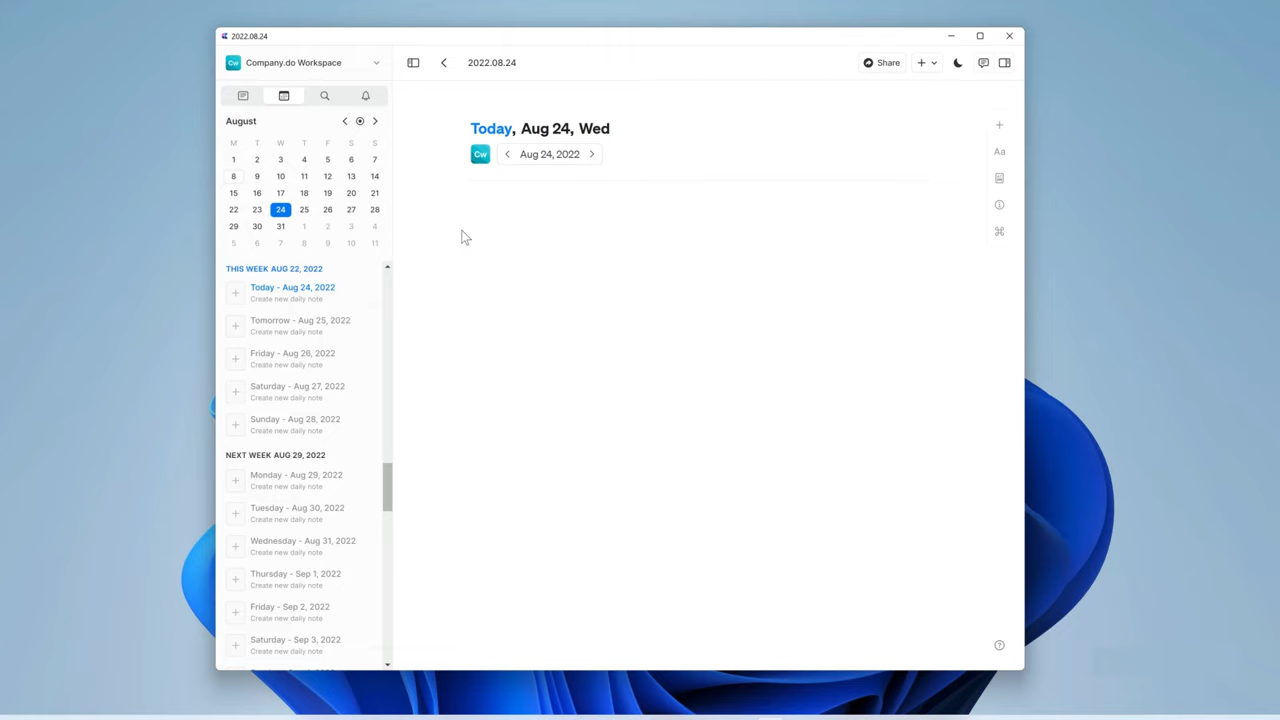 2022.08.24
Cw Company.do Workspace
2022.08.24
Share
August
M T W T F S S
1 2 3 4 5 6 7
8 9 10 11 12 13 14
15 16 17 18 19 20 21
22 23 24 25 26 27 28
29 30 31 1 2 3 4
5 6 7 8 9 10 11
THIS WEEK AUG 22, 2022
Today - Aug 24, 2022
Create new daily note
Tomorrow - Aug 25, 2022
Create new daily note
Friday - Aug 26, 2022
Create new daily note
Saturday - Aug 27, 2022
Create new daily note
Sunday - Aug 28, 2022
Create new daily note
NEXT WEEK AUG 29, 2022
Monday - Aug 29, 2022
Create new daily note
Tuesday - Aug 30, 2022
Create new daily note
Wednesday - Aug 31, 2022
Create new daily note
Thursday - Sep 1, 2022
Create new daily note
Friday - Sep 2, 2022
Create new daily note
Saturday - Sep 3, 2022
Create new daily note
Today, Aug 24, Wed
Cw Aug 24, 2022
Aa